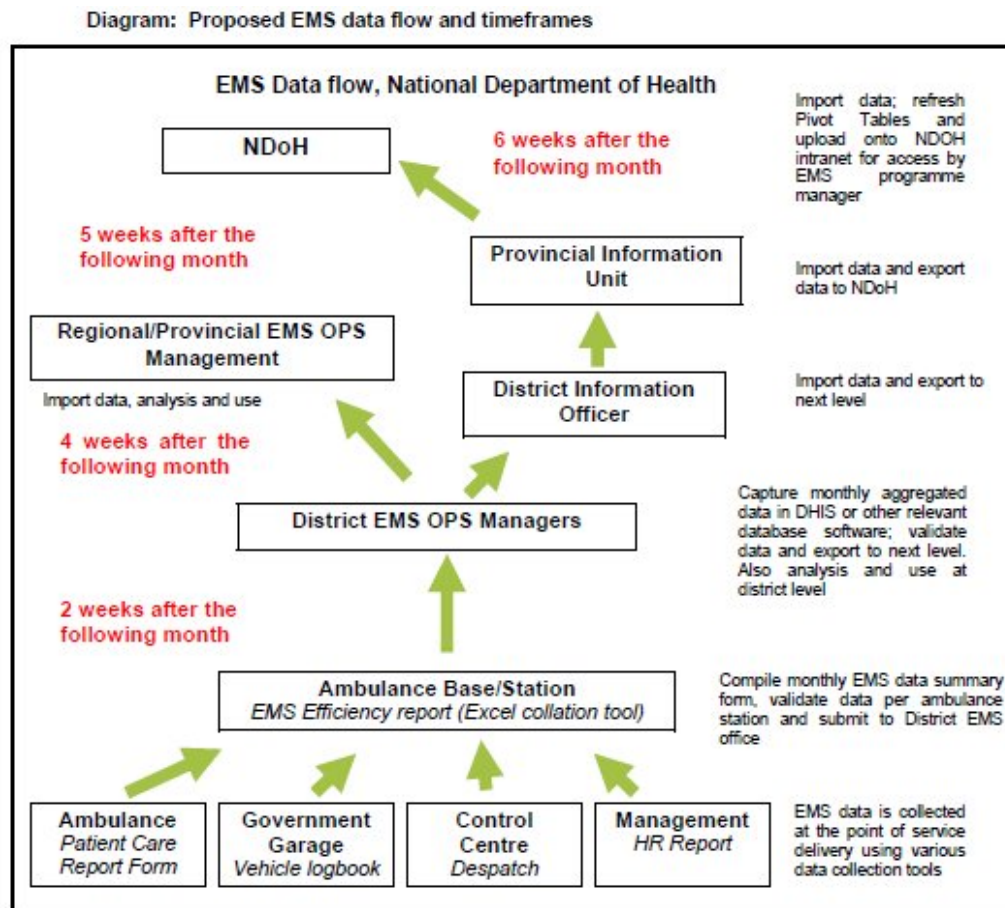 Diagram: Proposed EMS data flow and timeframes
EMS Data flow, National Department of Health
NDoH
6 weeks after the
following month
Import data; refresh
Pivot Tables and
upload onto NDOH
intranet for access by
EMS programme
manager
5 weeks after the
following month
Provincial Information
Unit
Import data and export
data to NDoH
Regional/Provincial EMS OPS
Management
Import data, analysis and use
District Information
Officer
Import data and export to
next level
4 weeks after the
following month
District EMS OPS Managers
Capture monthly aggregated
data in DHIS or other relevant
database software; validate
data and export to next level.
Also analysis and use at
district level
2 weeks after the
following month
Ambulance Base/Station
EMS Efficiency report (Excel collation tool)
Compile monthly EMS data summary
form, validate data per ambulance
station and submit to District EMS
office
Ambulance
Patient Care
Report Form
Government
Garage
Vehicle logbook
Control
Centre
Despatch
Management
HR Report
EMS data is collected
at the point of service
delivery using various
data collection tools